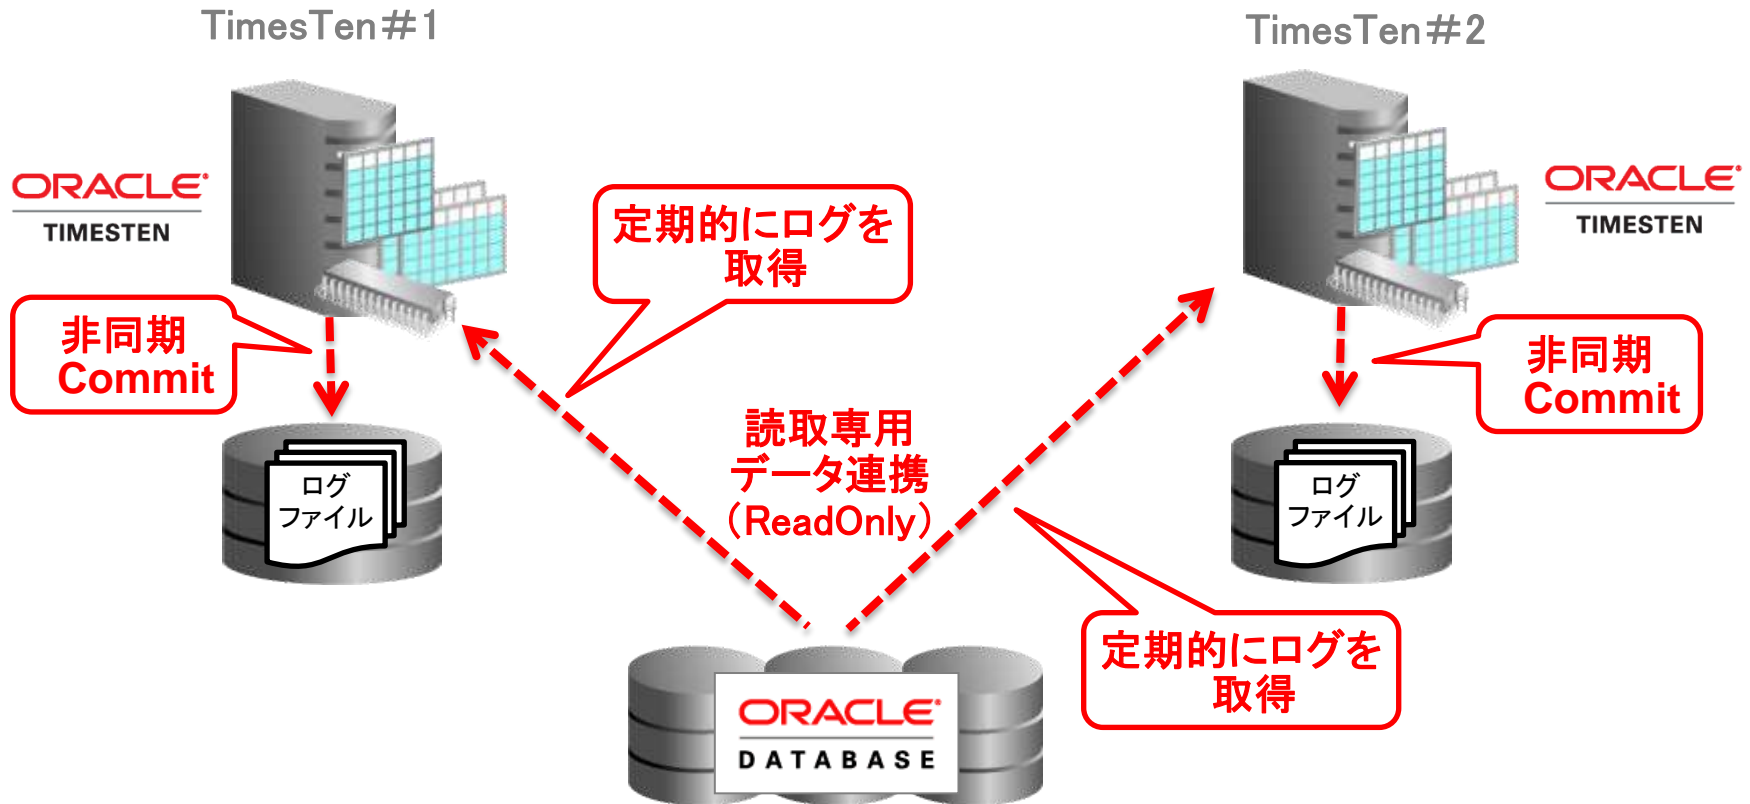 TimesTen＃1
TimesTen＃2
ORACLE®
TIMESTEN
ORACLE®
TIMESTEN
定期的にログを
取得
非同期
Commit
非同期
Commit
読取専用
データ連携
（ReadOnly）
ログ
ファイル
ログ
ファイル
定期的にログを
取得
ORACLE®
DATABASE